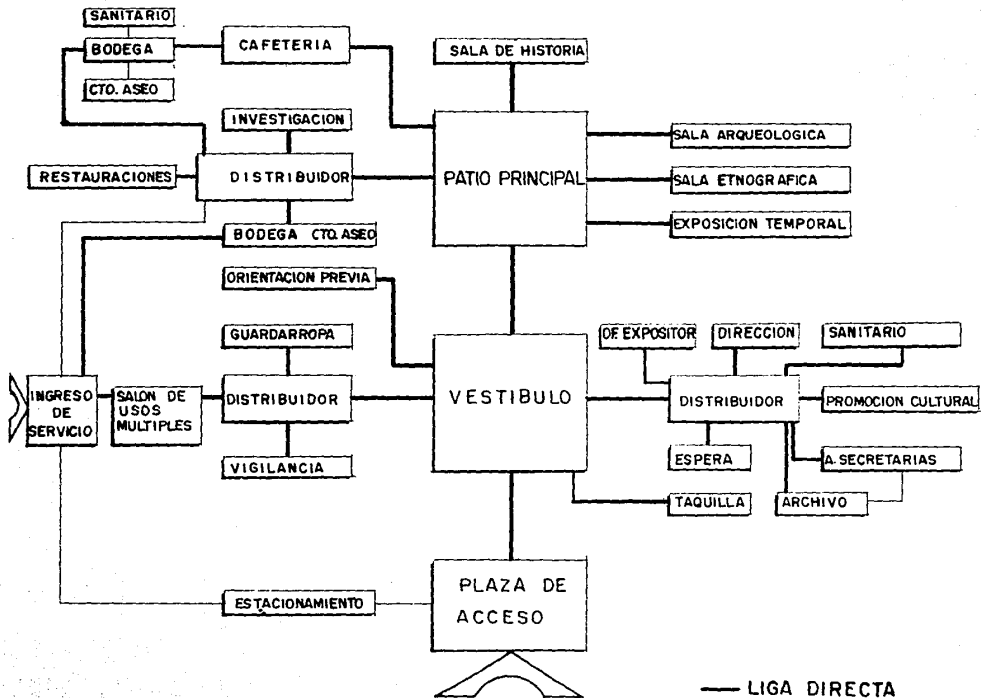 SANITARIO
BODEGA
CTO. ASEO
CAFETERIA
SALA DE HISTORIA
INVESTIGACION
RESTAURACIONES
DISTRIBUIDOR
PATIO PRINCIPAL
SALA ARQUEOLOGICA
SALA ETNOGRAFICA
EXPOSICION TEMPORAL
BODEGA CTO. ASEO
ORIENTACION PREVIA
GUARDARROPA
OF. EXPOSITOR
DIRECCION
SANITARIO
INGRESO
DE
SERVICIO
SALON DE
USOS
MULTIPLES
DISTRIBUIDOR
VESTIBULO
DISTRIBUIDOR
PROMOCION CULTURAL
VIGILANCIA
ESPERA
A. SECRETARIAS
TAQUILLA
ARCHIVO
ESTACIONAMIENTO
PLAZA DE
ACCESO
LIGA DIRECTA